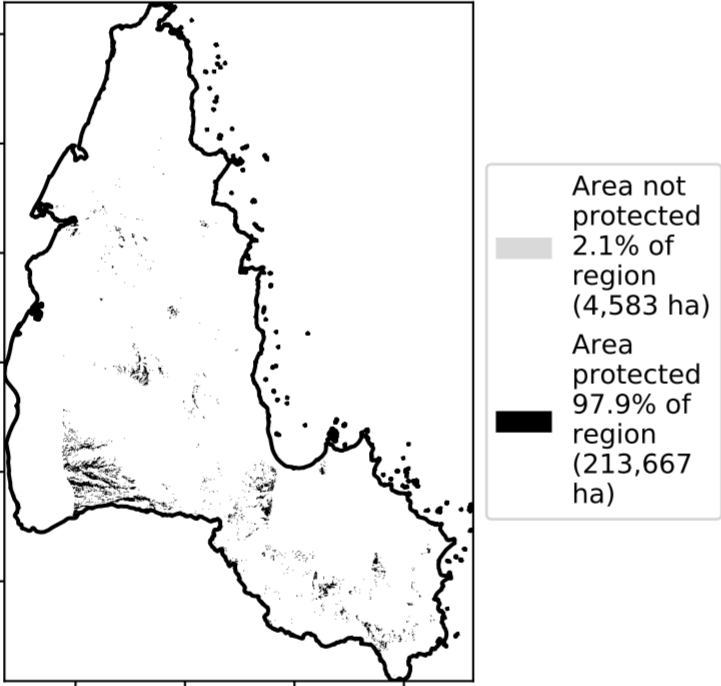 Area not
protected
2.1% of
region
(4,583 ha)
Area
protected
97.9% of
region
(213,667
ha)